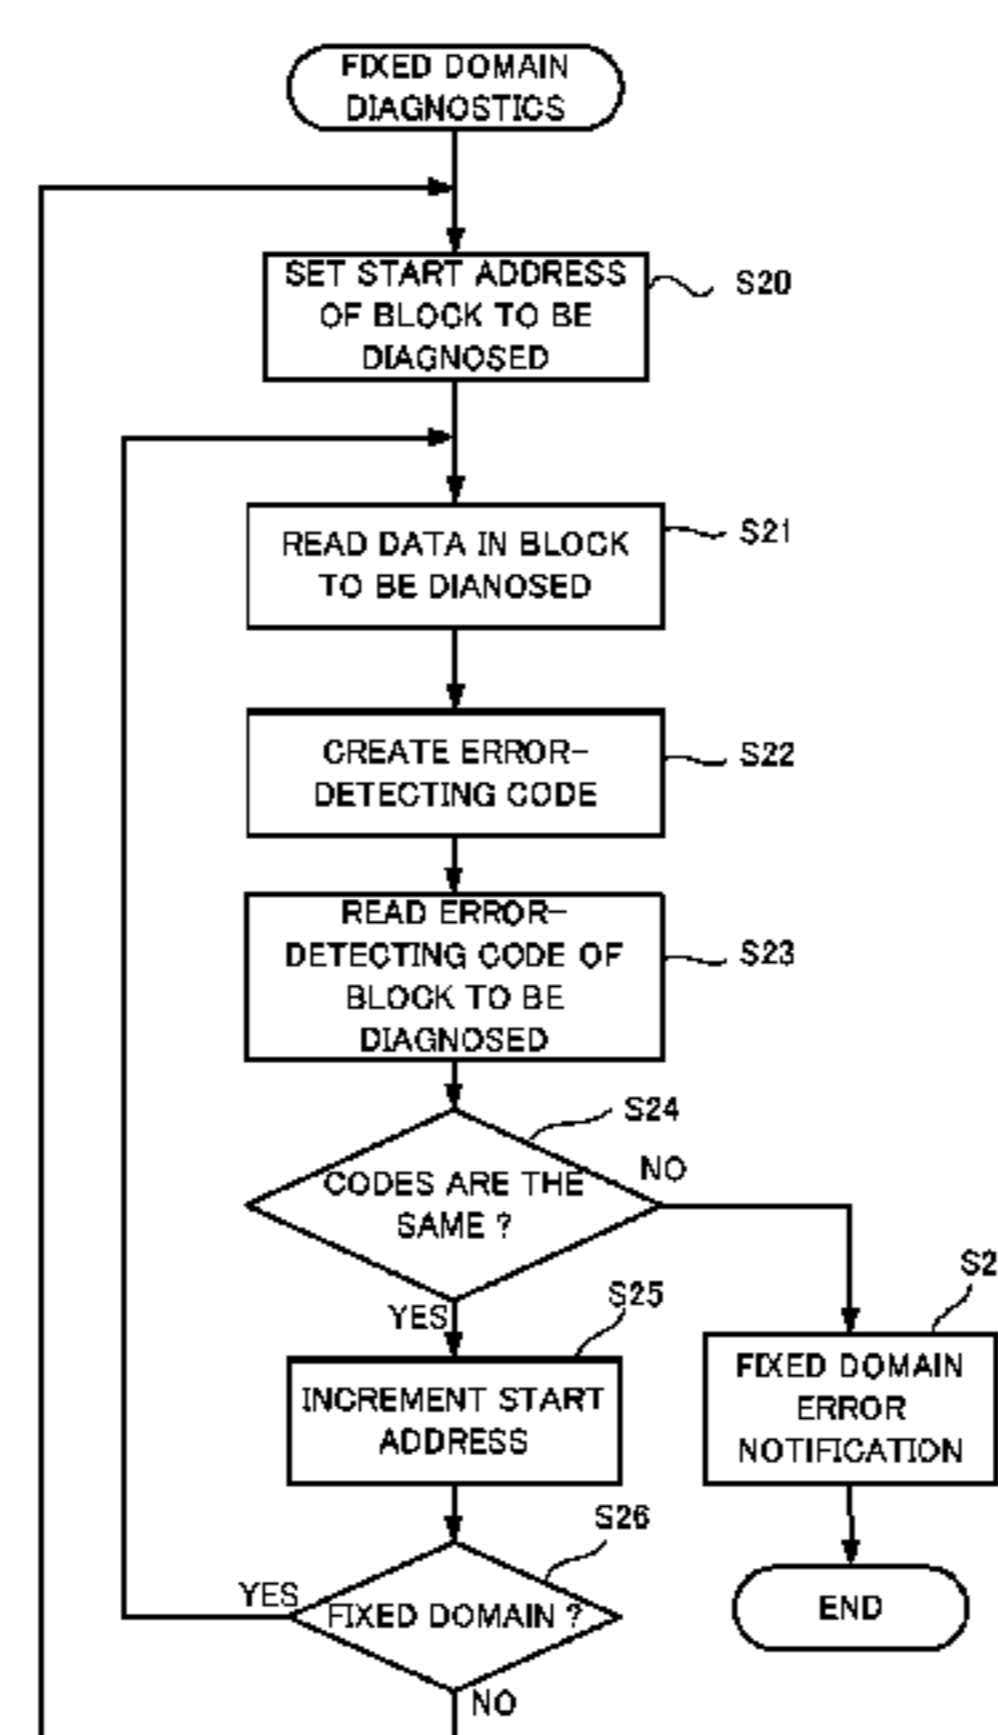 FIXED DOMAIN
DIAGNOSTICS
SET START ADDRESS
OF BLOCK TO BE
DIAGNOSED
S20
READ DATA IN BLOCK
TO BE DIANOSED
S21
CREATE ERROR-
DETECTING CODE
S22
READ ERROR-
DETECTING CODE OF
BLOCK TO BE
DIAGNOSED
S23
S24
CODES ARE THE
SAME ?
NO
YES
S25
INCREMENT START
ADDRESS
S2
FIXED DOMAIN
ERROR
NOTIFICATION
S26
YES
FIXED DOMAIN ?
NO
END